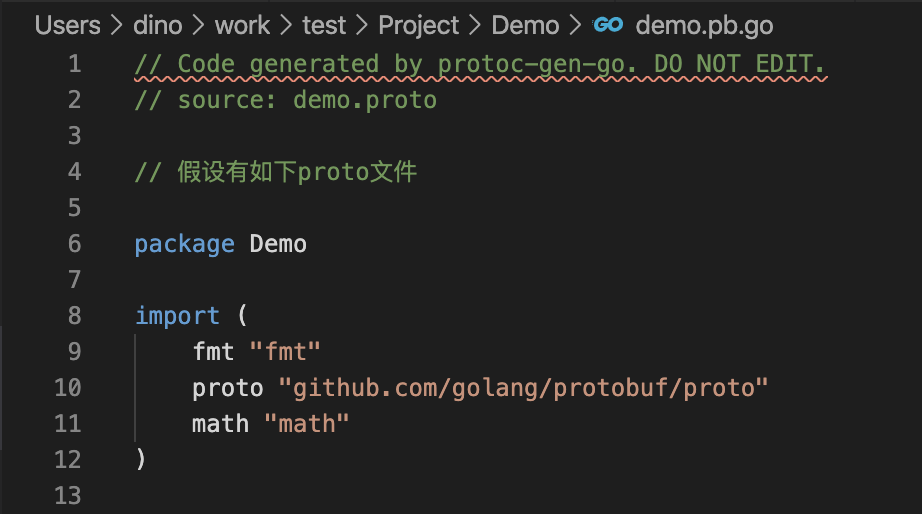 Users > dino > work > test > Project > Demo > GO demo.pb.go
1 // Code generated by protoc-gen-go. DO NOT EDIT.
2 // source: demo.proto
3
4 // 假设有如下proto文件
5
6 package Demo
7
8 import (
9 fmt "fmt"
10 proto "github.com/golang/protobuf/proto"
11 math "math"
12 )
13